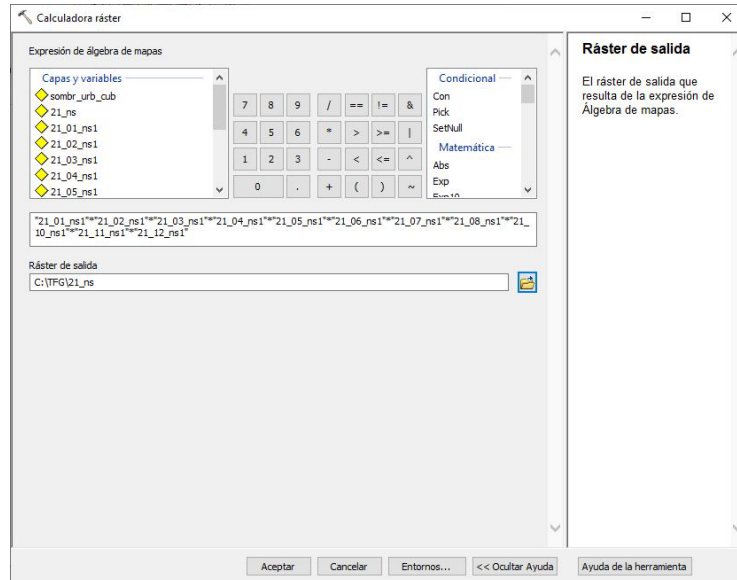 Calculadora ráster
Expresión de álgebra de mapas
Capas y variables
sombr_urb_cub
21_ns
21_01_ns1
21_02_ns1
21_03_ns1
21_04_ns1
21_05_ns1
7 8 9 / == != &
4 5 6 * > >= |
1 2 3 - < <= ^
0 . + ( ) ~
Condicional
Con
Pick
SetNull
Matemática
Abs
Exp
Exp10
"21_01_ns1"*"21_02_ns1"*"21_03_ns1"*"21_04_ns1"*"21_05_ns1"*"21_06_ns1"*"21_07_ns1"*"21_08_ns1"*"21_
10_ns1"*"21_11_ns1"*"21_12_ns1"
Ráster de salida
C:\TFG\21_ns
Aceptar Cancelar Entornos... << Ocultar Ayuda
Ráster de salida
El ráster de salida que
resulta de la expresión de
Álgebra de mapas.
Ayuda de la herramienta